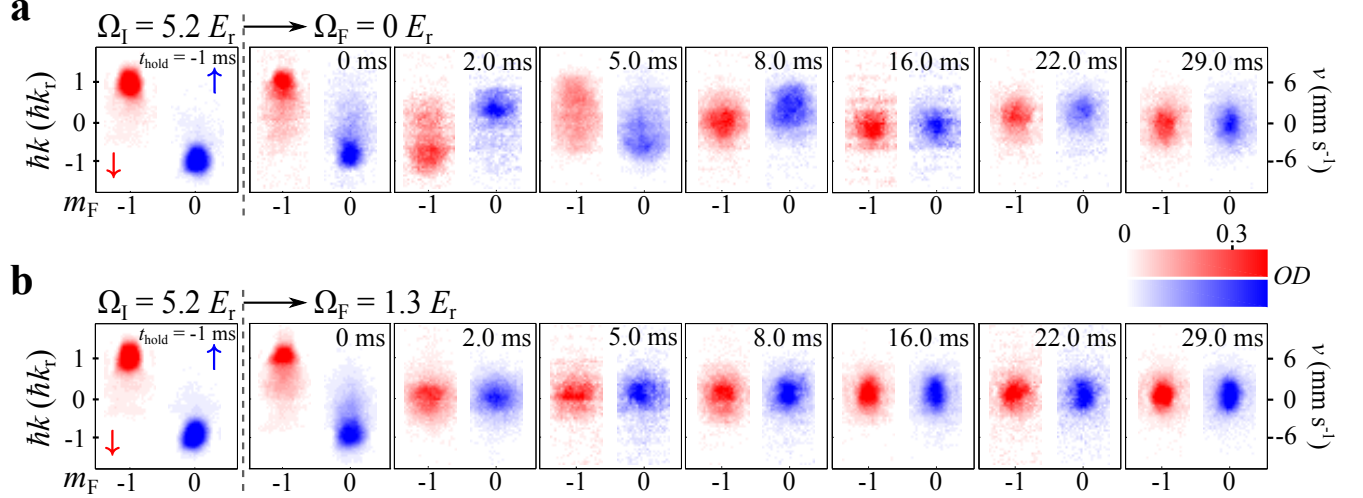 a
Ω_I = 5.2 E_r → Ω_F = 0 E_r
t_hold = -1 ms ↑ 0 ms 2.0 ms 5.0 ms 8.0 ms 16.0 ms 22.0 ms 29.0 ms
ħk (ħk_r) 1 0 -1 ↓ 6 0 -6 ν (mm s⁻¹)
m_F -1 0 -1 0 -1 0 -1 0 -1 0 -1 0 -1 0 -1 0
0 0.3
OD
b
Ω_I = 5.2 E_r → Ω_F = 1.3 E_r
t_hold = -1 ms ↑ 0 ms 2.0 ms 5.0 ms 8.0 ms 16.0 ms 22.0 ms 29.0 ms
ħk (ħk_r) 1 0 -1 ↓ 6 0 -6 ν (mm s⁻¹)
m_F -1 0 -1 0 -1 0 -1 0 -1 0 -1 0 -1 0 -1 0